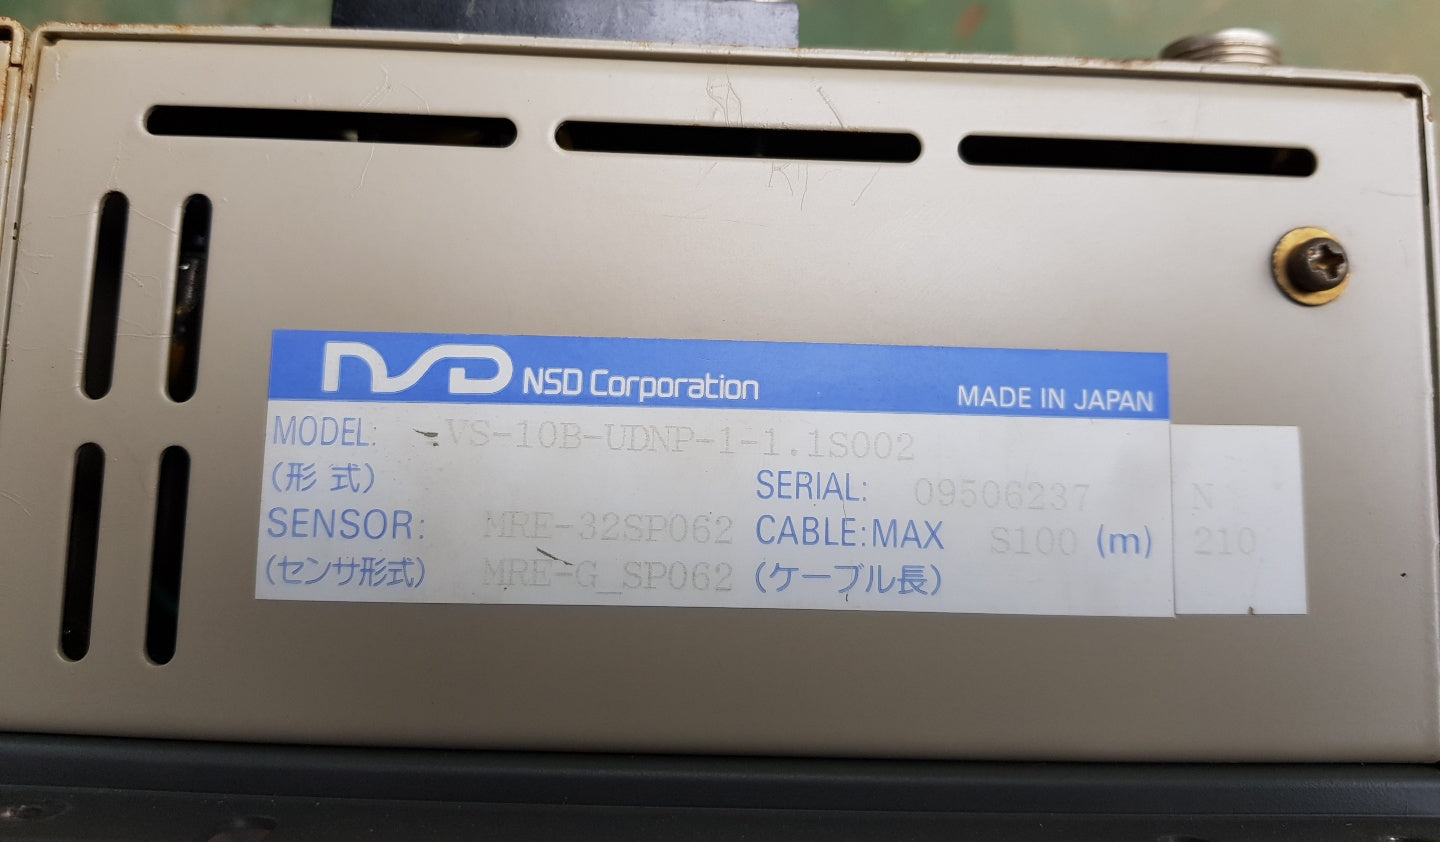 NSD NSD Corporation MADE IN JAPAN
MODEL: VS-10B-UDNP-1-1.1S002
(形式) SERIAL: 09506237 N
SENSOR: MRE-32SP062 CABLE:MAX S100 (m) 210
(センサ形式) MRE-G_SP062 (ケーブル長)